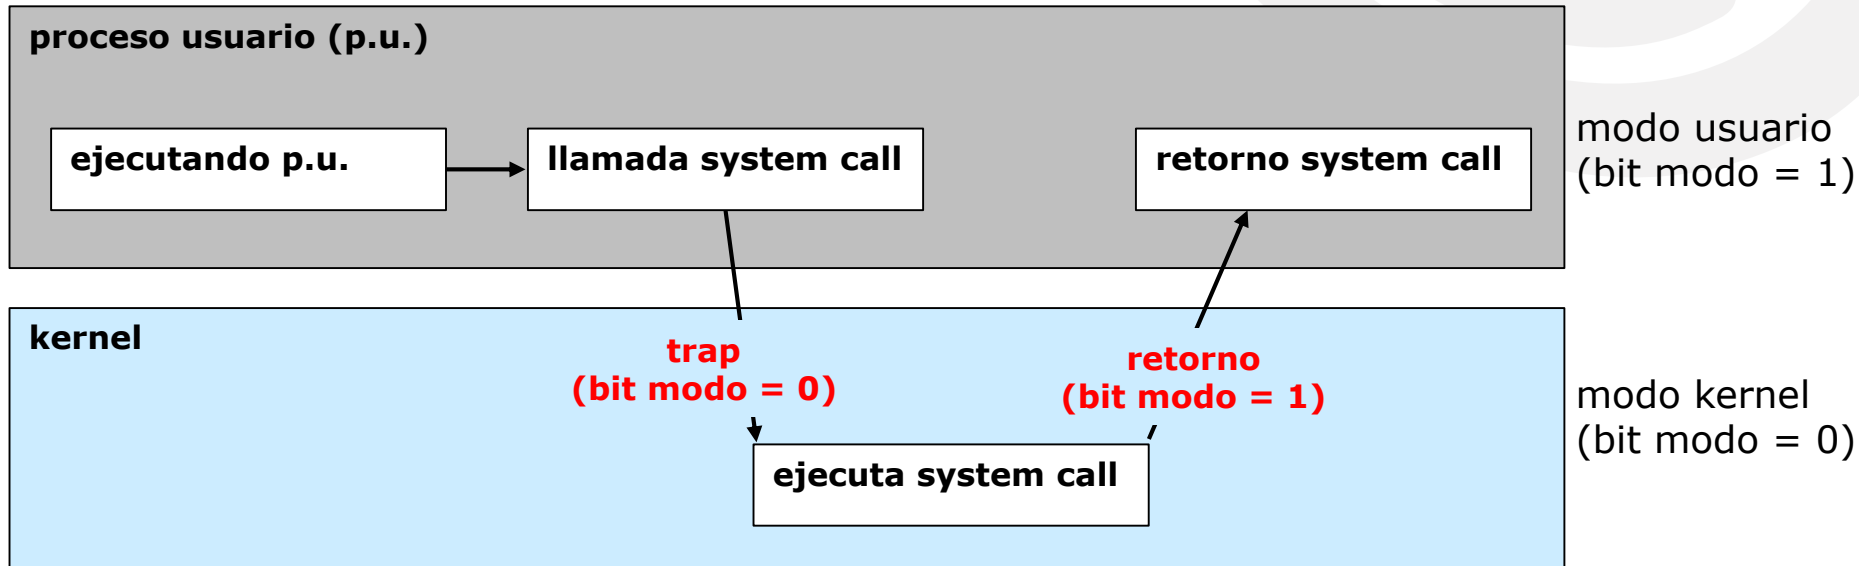 proceso usuario (p.u.)
ejecutando p.u.
llamada system call
retorno system call
modo usuario
(bit modo = 1)
kernel
trap
(bit modo = 0)
retorno
(bit modo = 1)
ejecuta system call
modo kernel
(bit modo = 0)